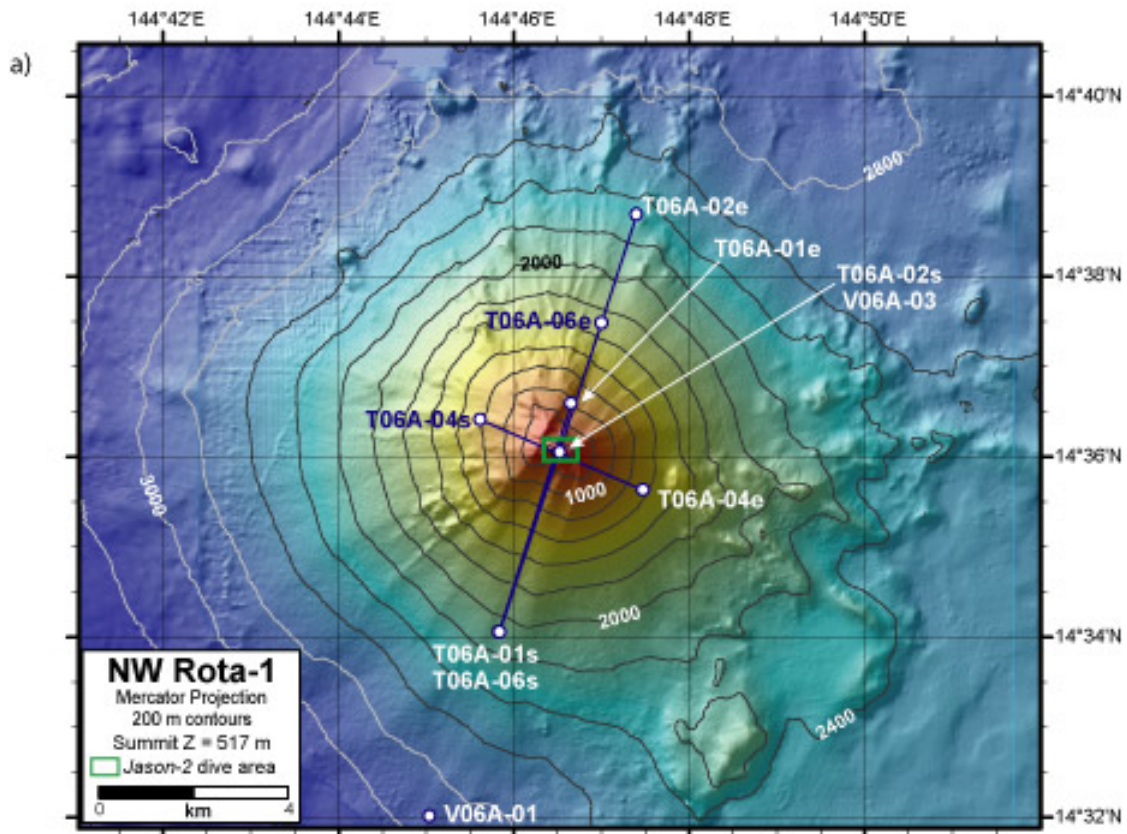 144°42'E 144°44'E 144°46'E 144°48'E 144°50'E
a)
14°40'N
2800
T06A-02e
T06A-01e
2000
14°38'N
T06A-02s
V06A-03
T06A-06e
T06A-04s
14°36'N
3000
1000
T06A-04e
2000
14°34'N
T06A-01s
T06A-06s
NW Rota-1
Mercator Projection
200 m contours
Summit Z = 517 m
Jason-2 dive area
0 4
km
2400
V06A-01
14°32'N